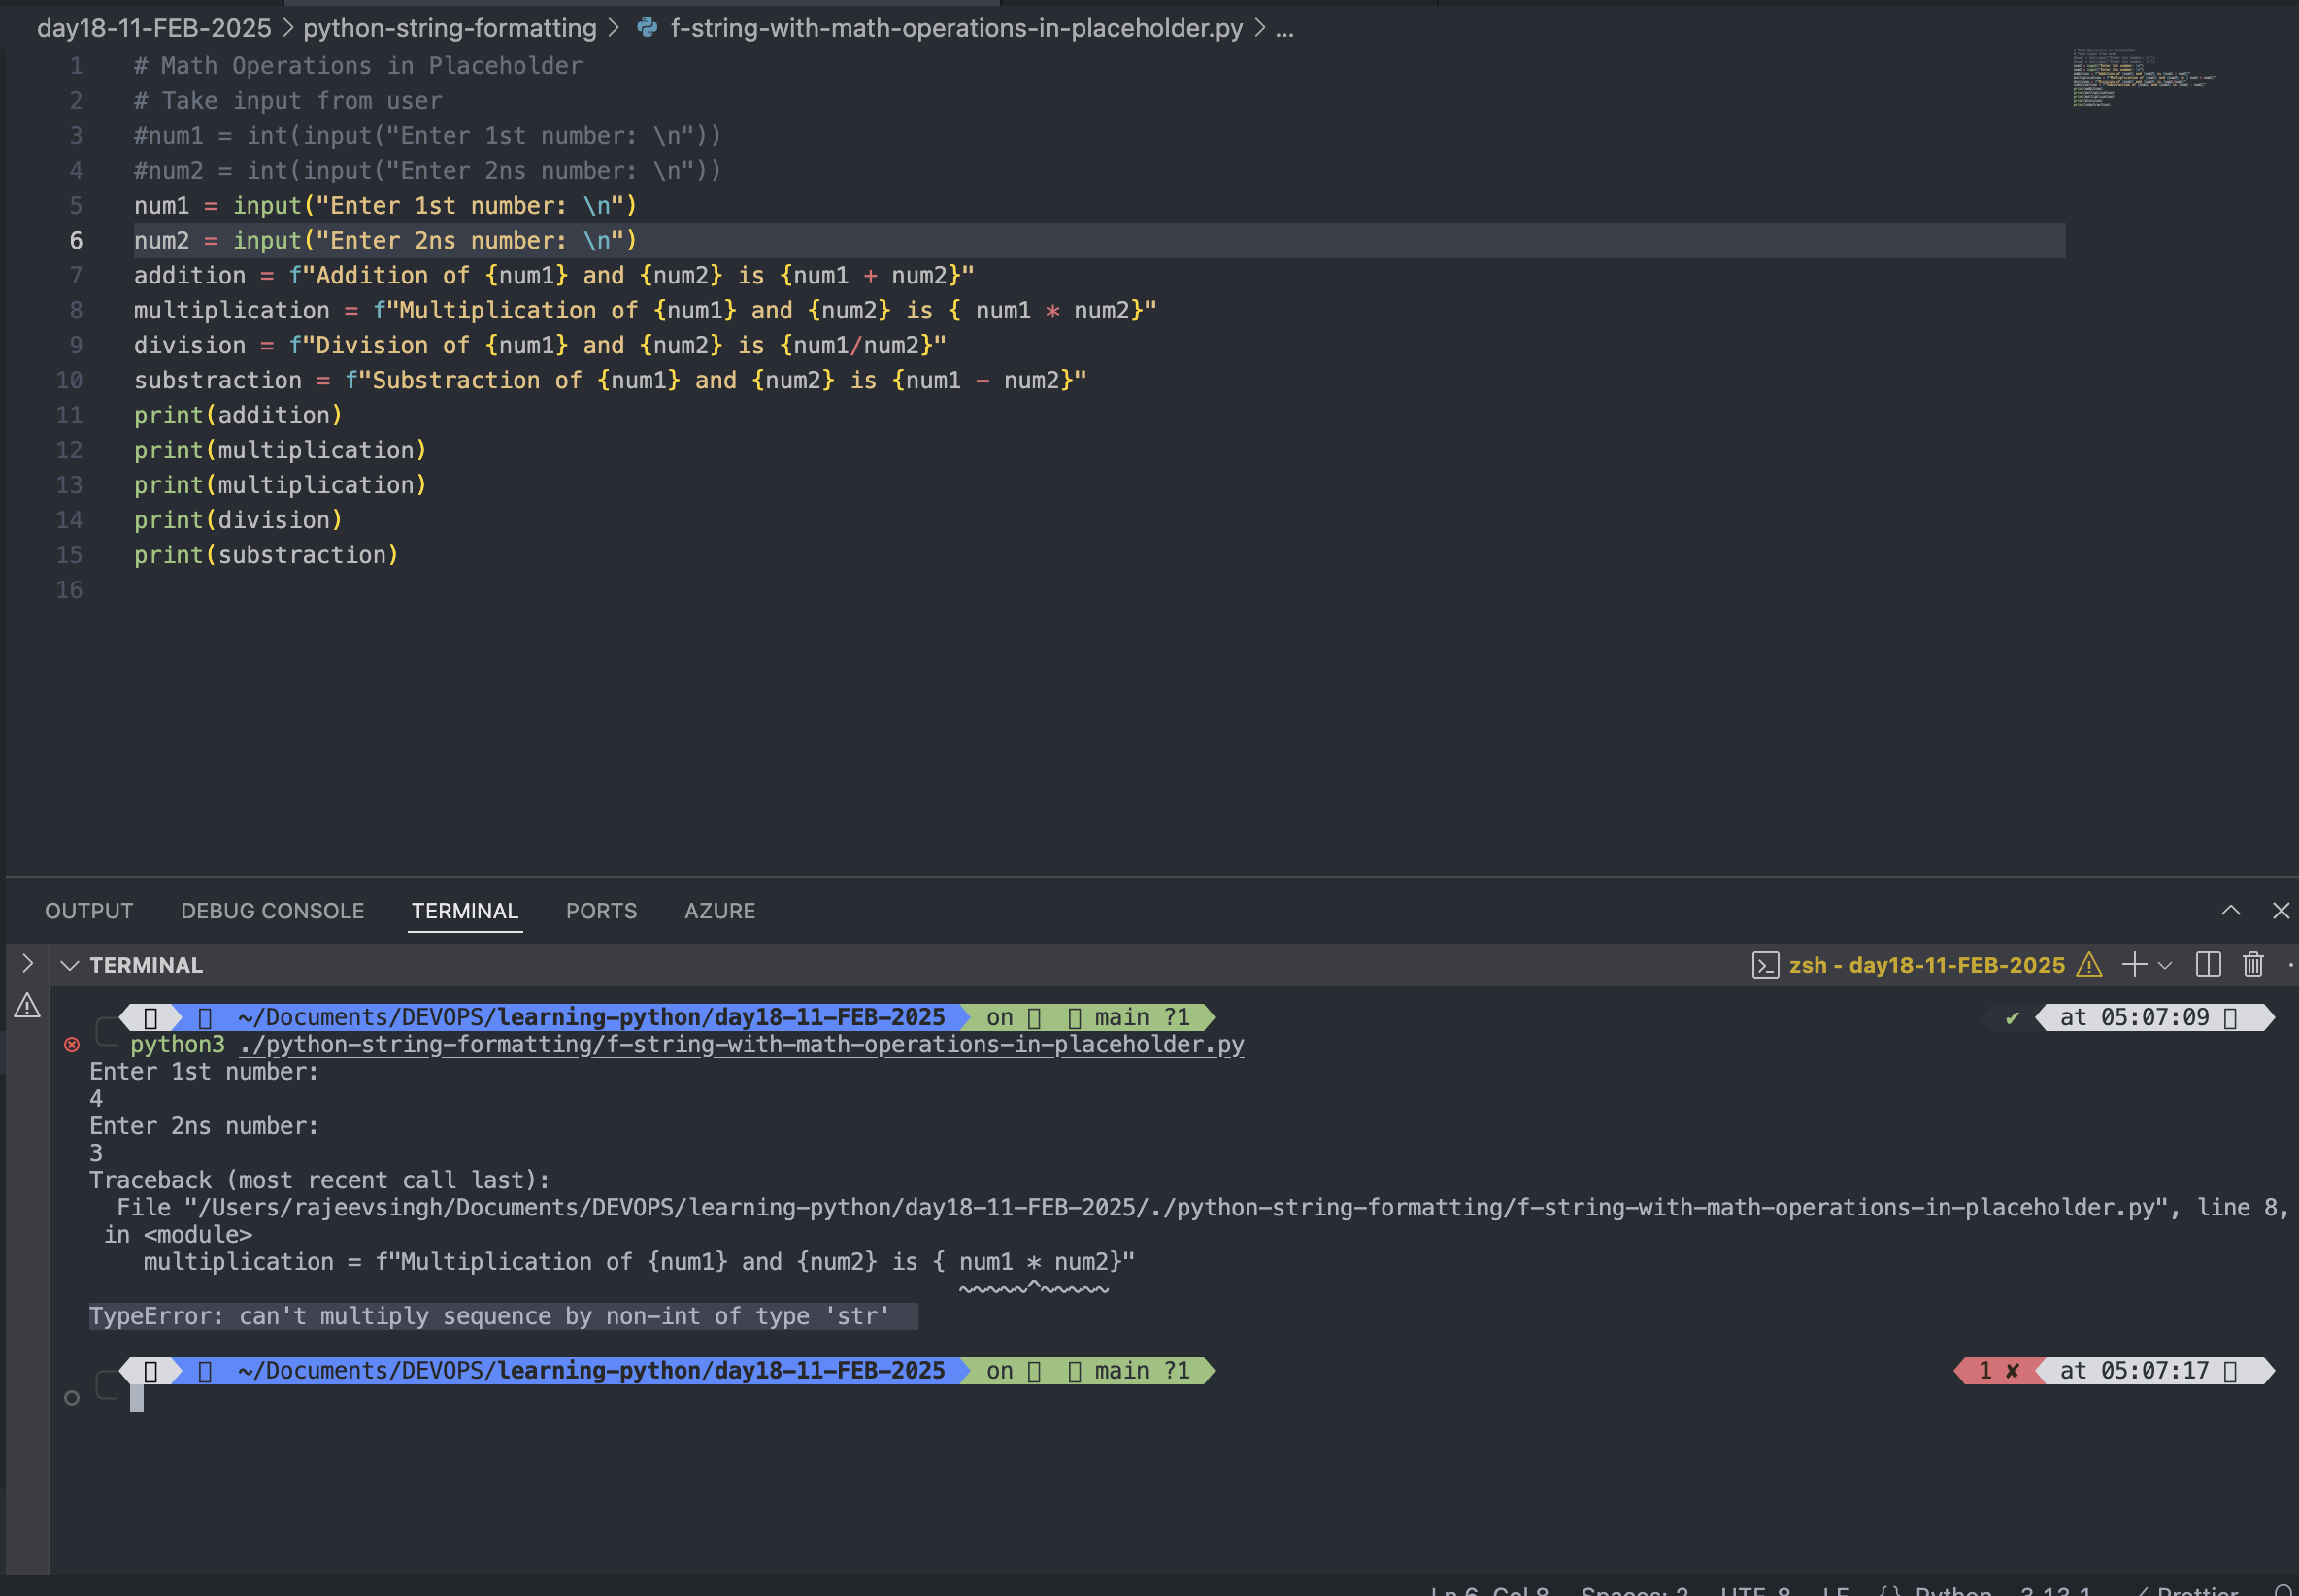 day18-11-FEB-2025 > python-string-formatting > f-string-with-math-operations-in-placeholder.py > ...
1 # Math Operations in Placeholder
2 # Take input from user
3 #num1 = int(input("Enter 1st number: \n"))
4 #num2 = int(input("Enter 2ns number: \n"))
5 num1 = input("Enter 1st number: \n")
6 num2 = input("Enter 2ns number: \n")
7 addition = f"Addition of {num1} and {num2} is {num1 + num2}"
8 multiplication = f"Multiplication of {num1} and {num2} is { num1 * num2}"
9 division = f"Division of {num1} and {num2} is {num1/num2}"
10 substraction = f"Substraction of {num1} and {num2} is {num1 - num2}"
11 print(addition)
12 print(multiplication)
13 print(multiplication)
14 print(division)
15 print(substraction)
16
OUTPUT DEBUG CONSOLE TERMINAL PORTS AZURE
TERMINAL zsh - day18-11-FEB-2025
~/Documents/DEVOPS/learning-python/day18-11-FEB-2025 on main ?1 ✔ at 05:07:09
python3 ./python-string-formatting/f-string-with-math-operations-in-placeholder.py
Enter 1st number:
4
Enter 2ns number:
3
Traceback (most recent call last):
File "/Users/rajeevsingh/Documents/DEVOPS/learning-python/day18-11-FEB-2025/./python-string-formatting/f-string-with-math-operations-in-placeholder.py", line 8,
in <module>
multiplication = f"Multiplication of {num1} and {num2} is { num1 * num2}"
~~~~~^~~~~~
TypeError: can't multiply sequence by non-int of type 'str'
~/Documents/DEVOPS/learning-python/day18-11-FEB-2025 on main ?1 1 ✘ at 05:07:17
Ln 6, Col 8 Spaces: 2 UTF-8 LF {} Python 3.13.1 ✓ Prettier